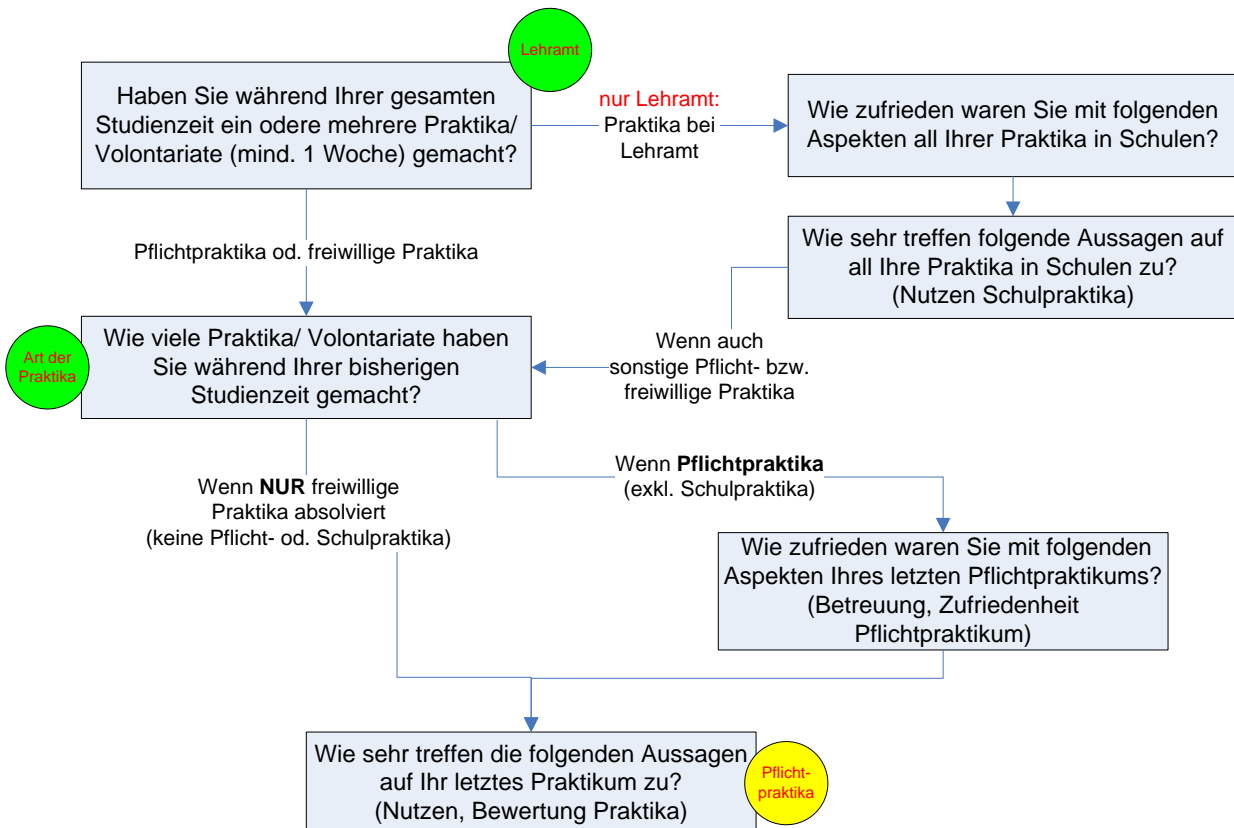 Lehramt
Haben Sie während Ihrer gesamten
Studienzeit ein odere mehrere Praktika/
Volontariate (mind. 1 Woche) gemacht?
nur Lehramt:
Praktika bei
Lehramt
Wie zufrieden waren Sie mit folgenden
Aspekten all Ihrer Praktika in Schulen?
Pflichtpraktika od. freiwillige Praktika
Wie sehr treffen folgende Aussagen auf
all Ihre Praktika in Schulen zu?
(Nutzen Schulpraktika)
Art der
Praktika
Wie viele Praktika/ Volontariate haben
Sie während Ihrer bisherigen
Studienzeit gemacht?
Wenn auch
sonstige Pflicht- bzw.
freiwillige Praktika
Wenn NUR freiwillige
Praktika absolviert
(keine Pflicht- od. Schulpraktika)
Wenn Pflichtpraktika
(exkl. Schulpraktika)
Wie zufrieden waren Sie mit folgenden
Aspekten Ihres letzten Pflichtpraktikums?
(Betreuung, Zufriedenheit
Pflichtpraktikum)
Wie sehr treffen die folgenden Aussagen
auf Ihr letztes Praktikum zu?
(Nutzen, Bewertung Praktika)
Pflicht-
praktika